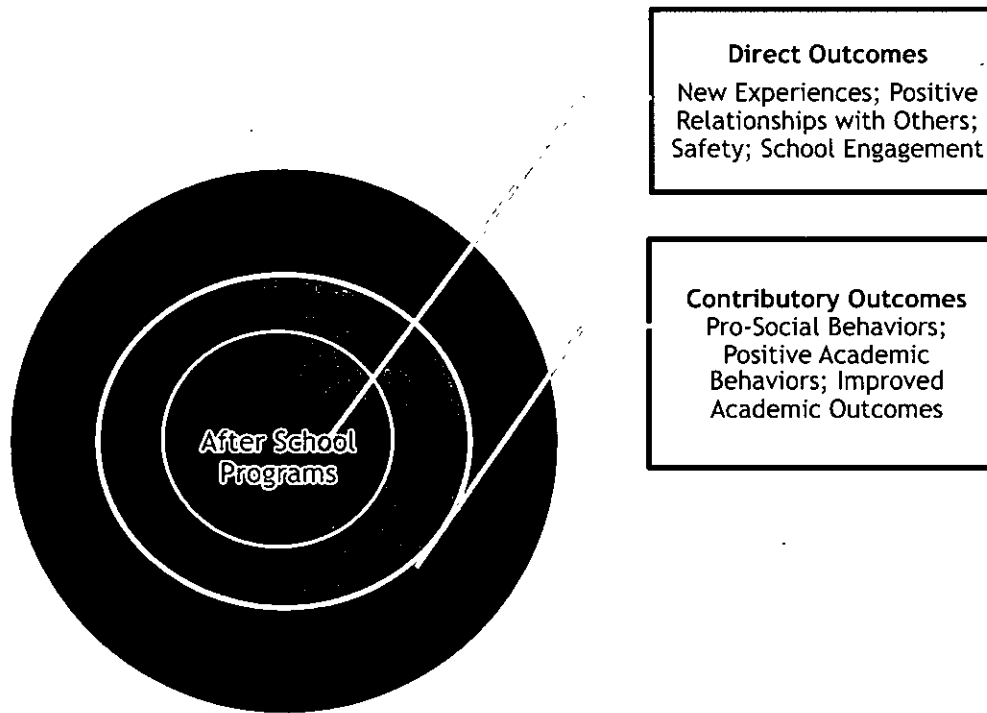 Direct Outcomes
New Experiences; Positive
Relationships with Others;
Safety; School Engagement
Contributory Outcomes
Pro-Social Behaviors;
Positive Academic
Behaviors; Improved
Academic Outcomes
After School
Programs